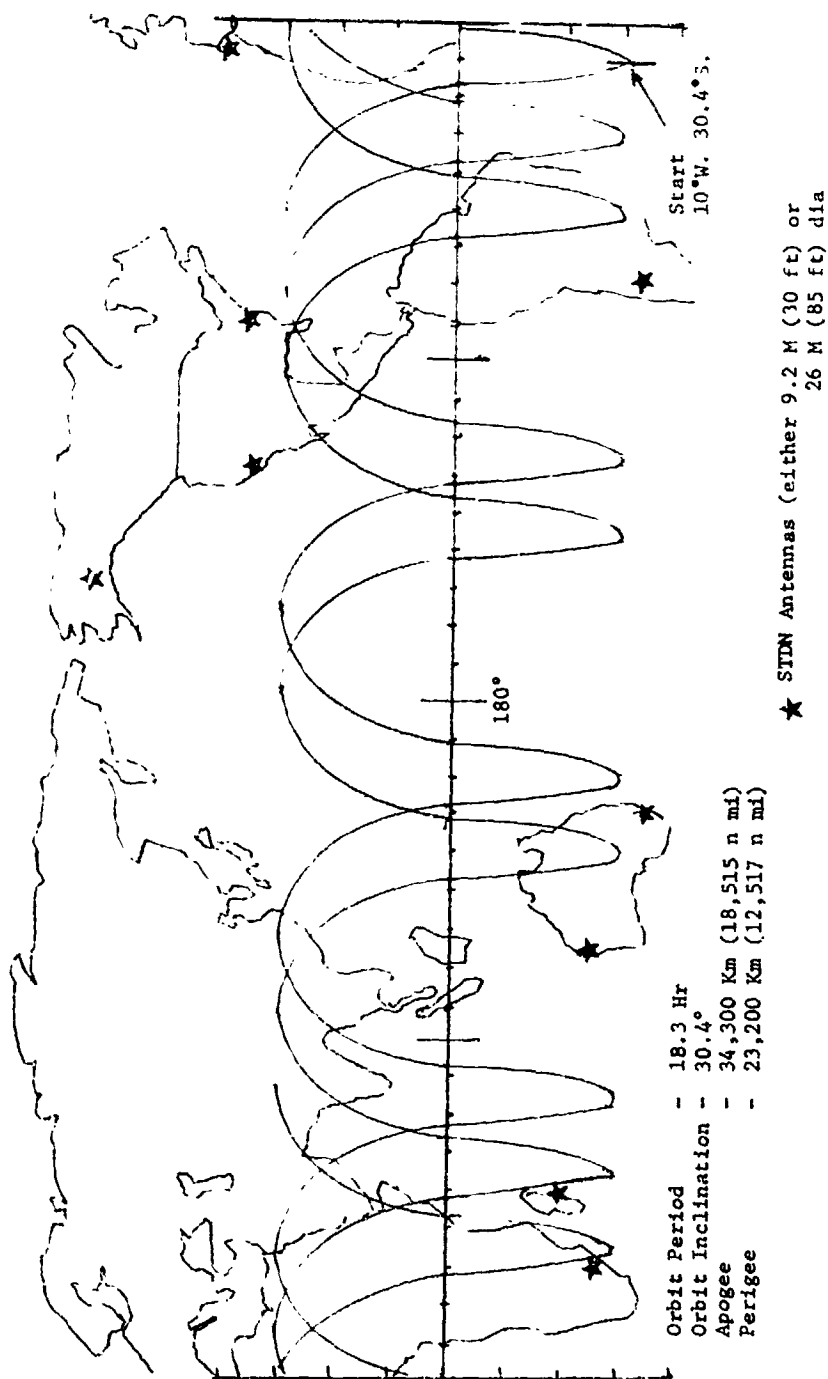 Start
10°W. 30.4°S.
180°
Orbit Period - 18.3 Hr
Orbit Inclination - 30.4°
Apogee - 34,300 Km (18,515 n mi)
Perigee - 23,200 Km (12,517 n mi)
★ STDN Antennas (either 9.2 M (30 ft) or
26 M (85 ft) dia